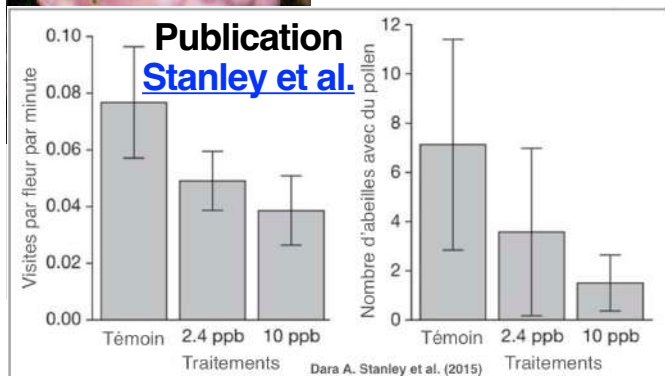 Publication
Stanley et al.
Visites par fleur par minute
0.10
0.08
0.06
0.04
0.02
0.00
Témoin 2.4 ppb 10 ppb
Traitements
Nombre d'abeilles avec du pollen
12
10
8
6
4
2
0
Témoin 2.4 ppb 10 ppb
Traitements
Dara A. Stanley et al. (2015)